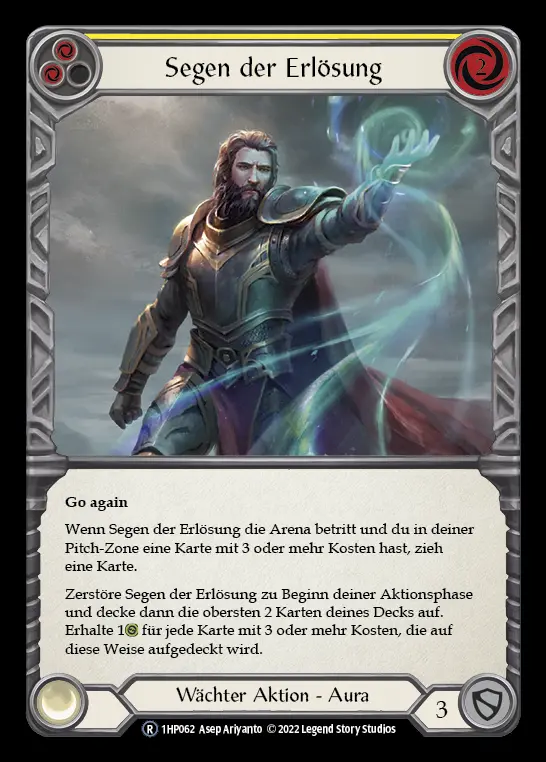 Segen der Erlösung
2
Go again
Wenn Segen der Erlösung die Arena betritt und du in deiner
Pitch-Zone eine Karte mit 3 oder mehr Kosten hast, zieh
eine Karte.
Zerstöre Segen der Erlösung zu Beginn deiner Aktionsphase
und decke dann die obersten 2 Karten deines Decks auf.
Erhalte 1 für jede Karte mit 3 oder mehr Kosten, die auf
diese Weise aufgedeckt wird.
Wächter Aktion - Aura
3
R 1HP062 Asep Ariyanto © 2022 Legend Story Studios